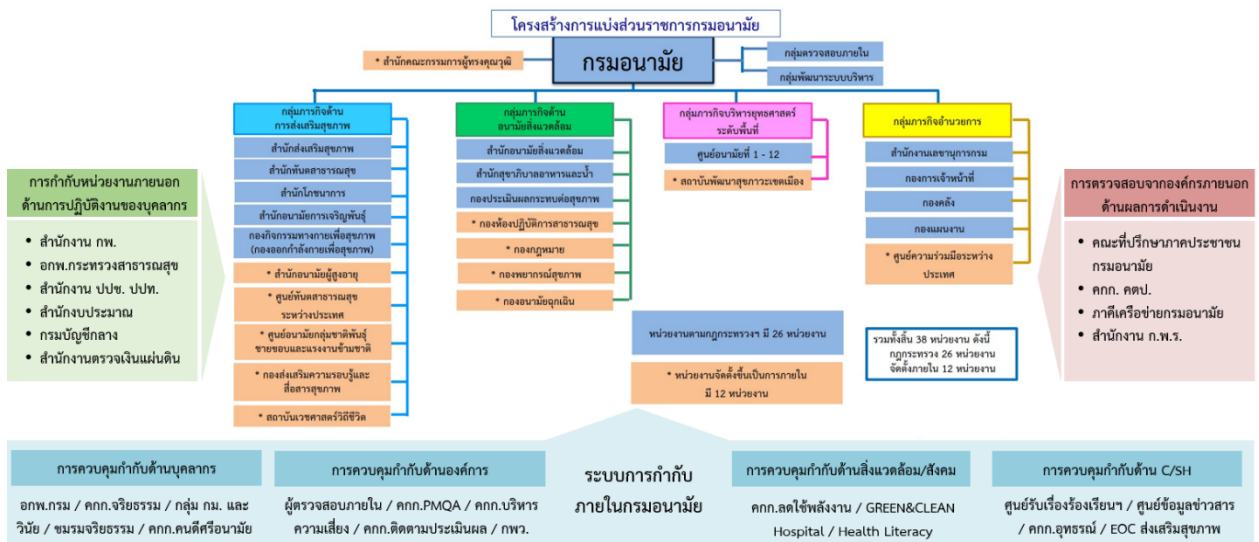 โครงสร้างการแบ่งส่วนราชการกรมอนามัย
กรมอนามัย
* สำนักคณะกรรมการผู้ทรงคุณวุฒิ
กลุ่มตรวจสอบภายใน
กลุ่มพัฒนาระบบบริหาร
กลุ่มภารกิจด้าน
การส่งเสริมสุขภาพ
สำนักส่งเสริมสุขภาพ
สำนักทันตสาธารณสุข
สำนักโภชนาการ
สำนักอนามัยการเจริญพันธุ์
กองกิจกรรมทางกายเพื่อสุขภาพ
(กองออกกำลังกายเพื่อสุขภาพ)
* สำนักอนามัยผู้สูงอายุ
* ศูนย์ทันตสาธารณสุข
ระหว่างประเทศ
* ศูนย์อนามัยกลุ่มชาติพันธุ์
ชายขอบและแรงงานข้ามชาติ
* กองส่งเสริมความรอบรู้และ
สื่อสารสุขภาพ
* สถาบันเวชศาสตร์วิถีชีวิต
กลุ่มภารกิจด้าน
อนามัยสิ่งแวดล้อม
สำนักอนามัยสิ่งแวดล้อม
สำนักสุขาภิบาลอาหารและน้ำ
กองประเมินผลกระทบต่อสุขภาพ
* กองห้องปฏิบัติการสาธารณสุข
* กองกฎหมาย
* กองพยากรณ์สุขภาพ
* กองอนามัยฉุกเฉิน
กลุ่มภารกิจบริหารยุทธศาสตร์
ระดับพื้นที่
ศูนย์อนามัยที่ 1 - 12
* สถาบันพัฒนาสุขภาวะเขตเมือง
กลุ่มภารกิจอำนวยการ
สำนักงานเลขานุการกรม
กองการเจ้าหน้าที่
กองคลัง
กองแผนงาน
* ศูนย์ความร่วมมือระหว่าง
ประเทศ
หน่วยงานตามกฎกระทรวงฯ มี 26 หน่วยงาน
* หน่วยงานจัดตั้งขึ้นเป็นการภายใน
มี 12 หน่วยงาน
รวมทั้งสิ้น 38 หน่วยงาน ดังนี้
กฎกระทรวง 26 หน่วยงาน
จัดตั้งภายใน 12 หน่วยงาน
การกำกับหน่วยงานภายนอก
ด้านการปฏิบัติงานของบุคลากร
• สำนักงาน กพ.
• อกพ.กระทรวงสาธารณสุข
• สำนักงาน ปปช. ปปท.
• สำนักงบประมาณ
• กรมบัญชีกลาง
• สำนักงานตรวจเงินแผ่นดิน
การตรวจสอบจากองค์กรภายนอก
ด้านผลการดำเนินงาน
• คณะที่ปรึกษาภาคประชาชน
กรมอนามัย
• คกก. คตป.
• ภาคีเครือข่ายกรมอนามัย
• สำนักงาน ก.พ.ร.
การควบคุมกำกับด้านบุคลากร
อกพ.กรม / คกก.จริยธรรม / กลุ่ม กม. และ
วินัย / ชมรมจริยธรรม / คกก.คนดีศรีอนามัย
การควบคุมกำกับด้านองค์การ
ผู้ตรวจสอบภายใน / คกก.PMQA / คกก.บริหาร
ความเสี่ยง / คกก.ติดตามประเมินผล / กพว.
ระบบการกำกับ
ภายในกรมอนามัย
การควบคุมกำกับด้านสิ่งแวดล้อม/สังคม
คกก.ลดใช้พลังงาน / GREEN&CLEAN
Hospital / Health Literacy
การควบคุมกำกับด้าน C/SH
ศูนย์รับเรื่องร้องเรียนฯ / ศูนย์ข้อมูลข่าวสาร
/ คกก.อุทธรณ์ / EOC ส่งเสริมสุขภาพ